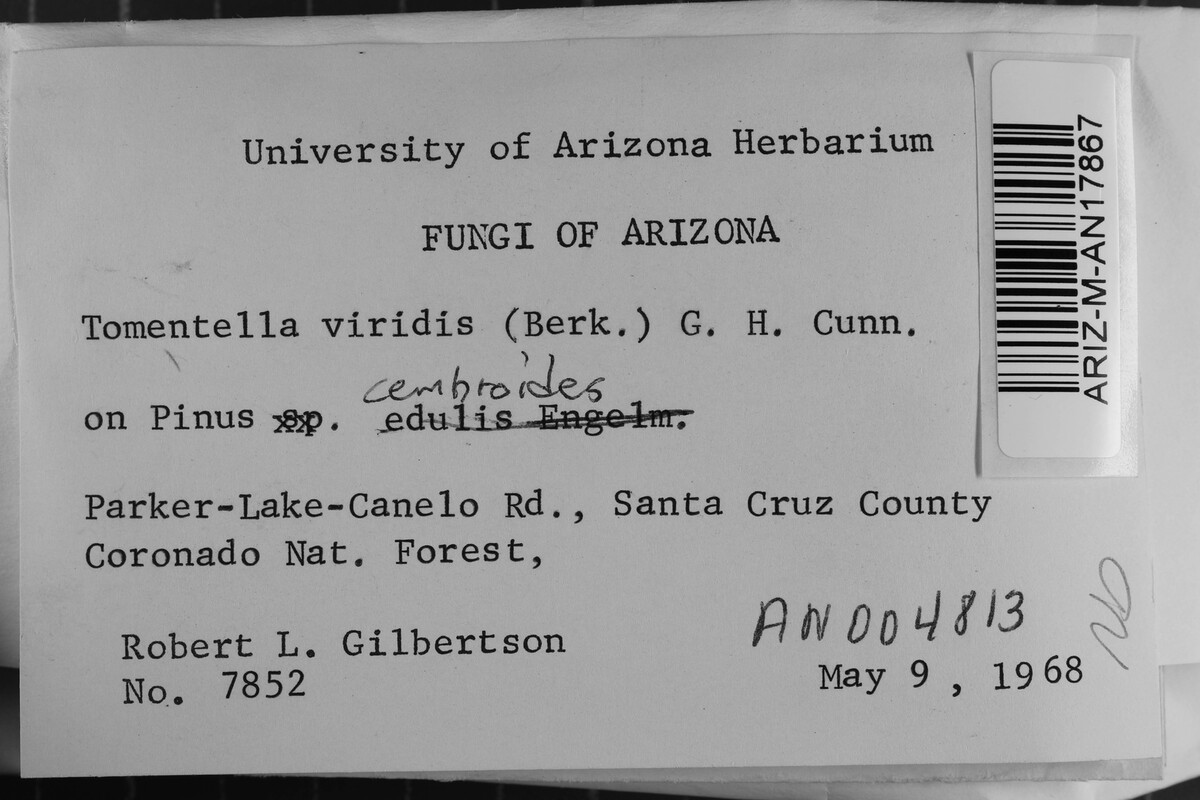 University of Arizona Herbarium
FUNGI OF ARIZONA
Tomentella viridis (Berk.) G. H. Cunn.
cembroides
on Pinus sp. edulis Engelm.
Parker-Lake-Canelo Rd., Santa Cruz County
Coronado Nat. Forest,
Robert L. Gilbertson
No. 7852
AN004813
May 9, 1968
ARIZ-M-AN17867